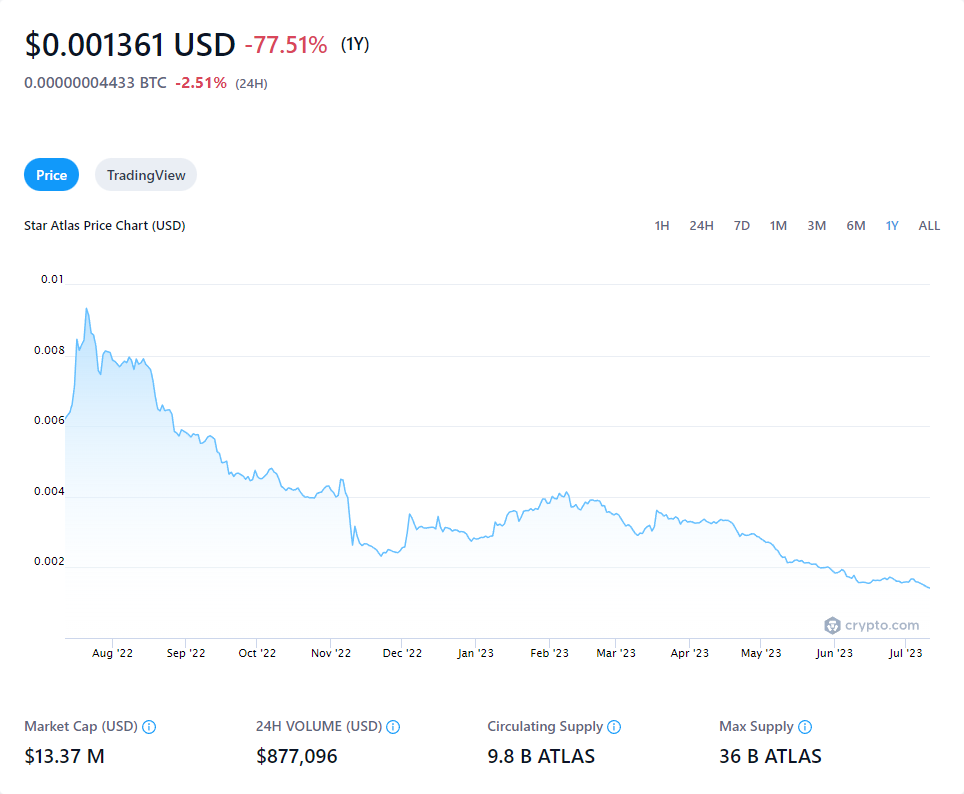 $0.001361 USD -77.51% (1Y)
0.00000004433 BTC -2.51% (24H)
Price TradingView
Star Atlas Price Chart (USD) 1H 24H 7D 1M 3M 6M 1Y ALL
0.01
0.008
0.006
0.004
0.002
crypto.com
Aug '22 Sep '22 Oct '22 Nov '22 Dec '22 Jan '23 Feb '23 Mar '23 Apr '23 May '23 Jun '23 Jul '23
Market Cap (USD) 24H VOLUME (USD) Circulating Supply Max Supply
$13.37 M $877,096 9.8 B ATLAS 36 B ATLAS